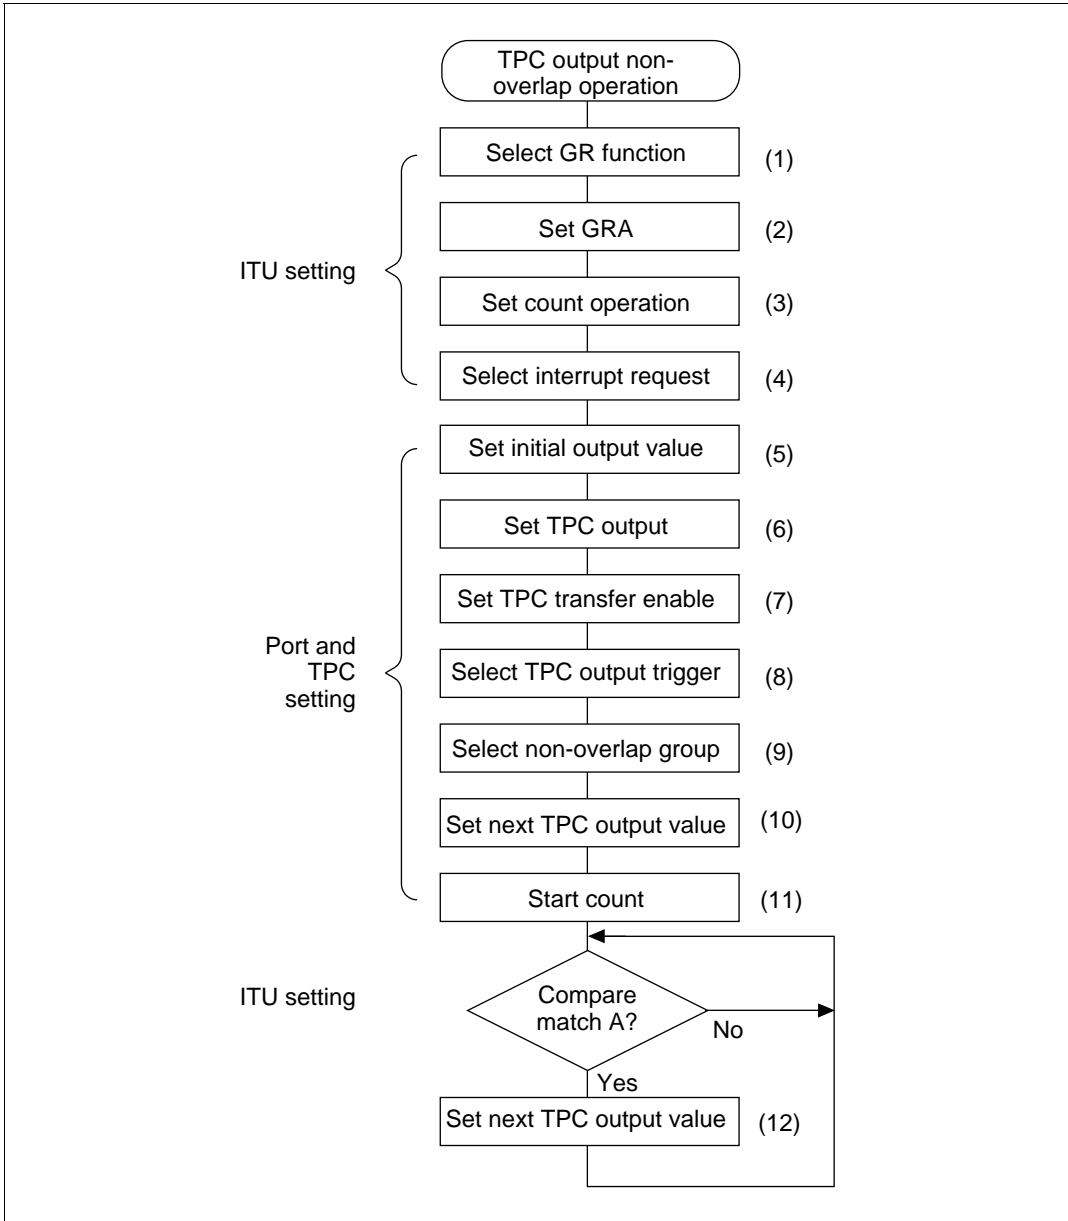 TPC output non-
overlap operation
Select GR function
(1)
Set GRA
(2)
ITU setting
Set count operation
(3)
Select interrupt request
(4)
Set initial output value
(5)
Set TPC output
(6)
Set TPC transfer enable
(7)
Port and
TPC
setting
Select TPC output trigger
(8)
Select non-overlap group
(9)
Set next TPC output value
(10)
Start count
(11)
ITU setting
Compare
match A?
No
Yes
Set next TPC output value
(12)